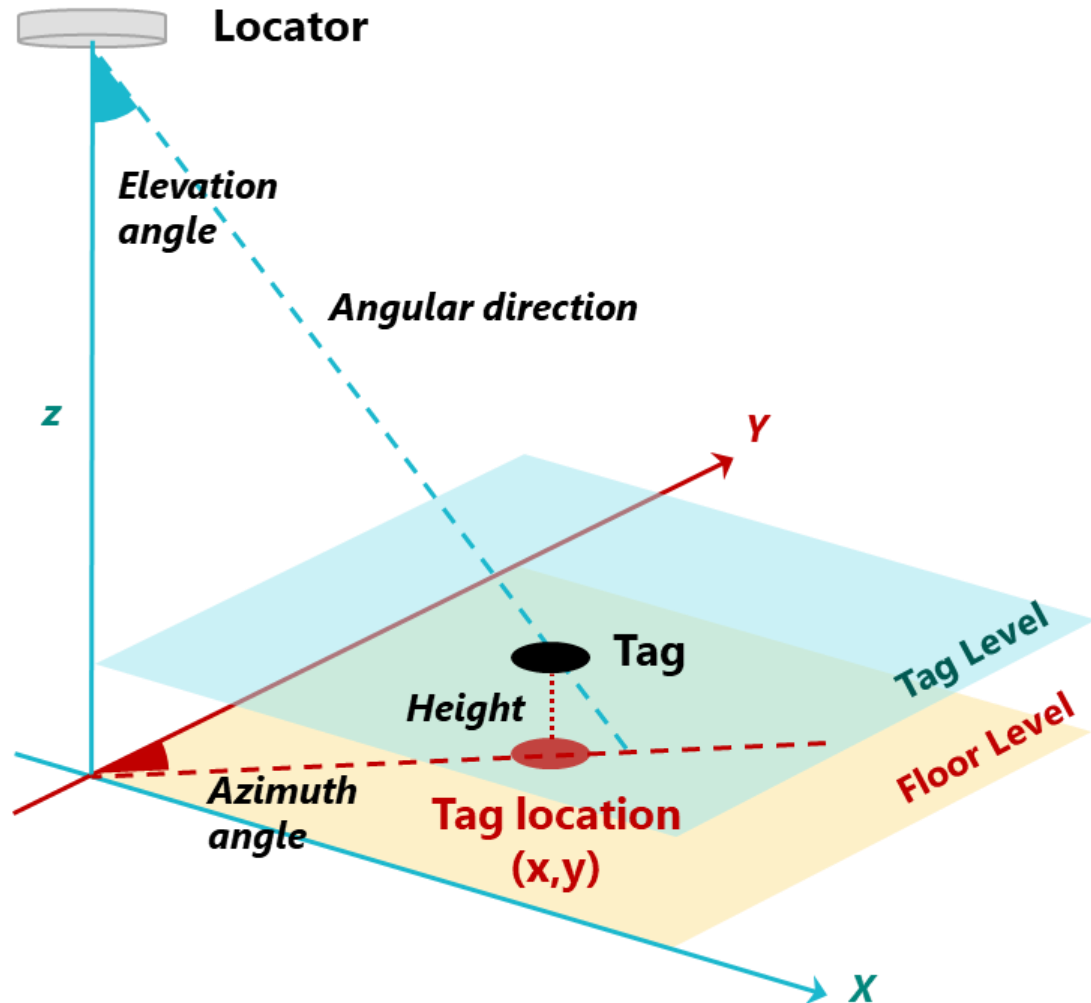 Locator
Elevation
angle
Angular direction
z
Y
Tag
Tag Level
Height
Floor Level
Azimuth
angle
Tag location
(x,y)
X